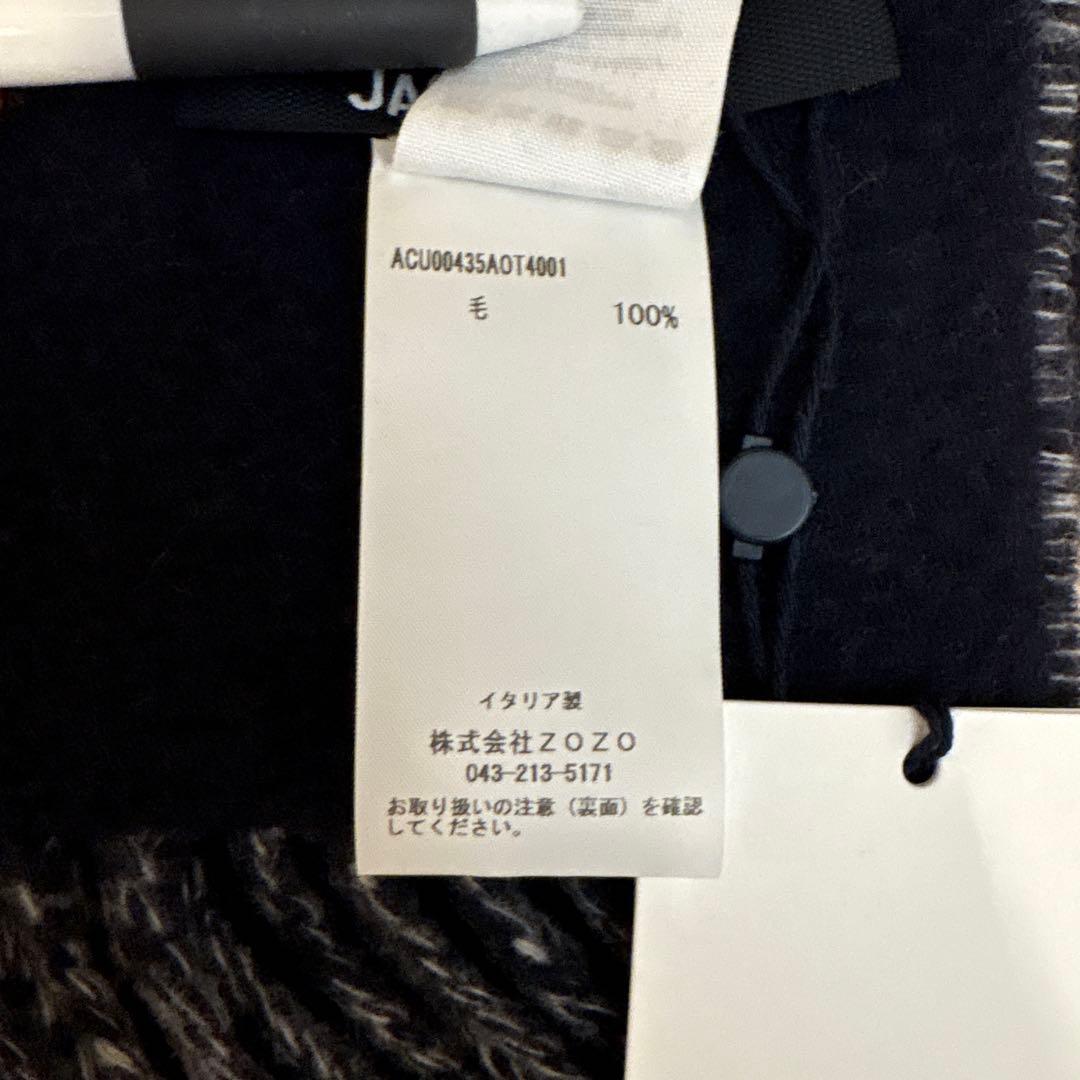 JA
ACU00435AOT4001
毛 100%
イタリア製
株式会社ZOZO
043-213-5171
お取り扱いの注意（裏面）を確認
してください。